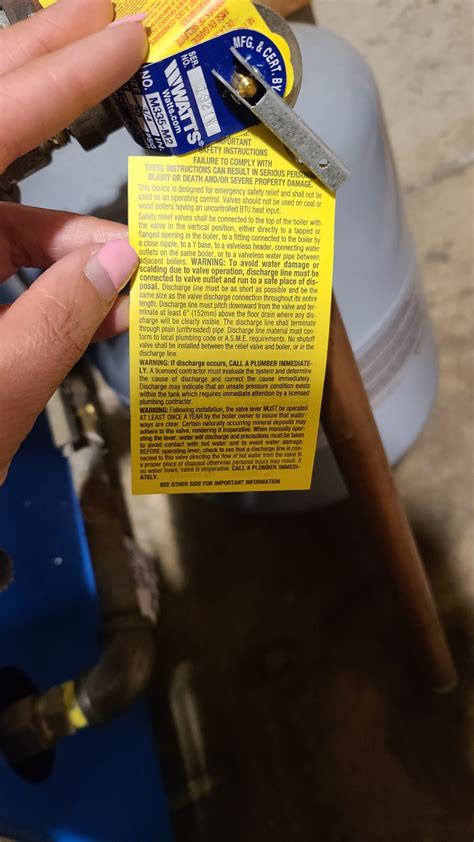 MFG. & CERT. BY
WATTS
Watts.com
SER. NO.
NO. M335-M2
3/4
IMPORTANT
SAFETY INSTRUCTIONS
FAILURE TO COMPLY WITH
THESE INSTRUCTIONS CAN RESULT IN SERIOUS PERSONAL
INJURY OR DEATH AND/OR SEVERE PROPERTY DAMAGE.
This device is designed for emergency safety relief and shall not be
used as an operating control. Valves should not be used on coal or
wood boilers having an uncontrolled BTU heat input.
Safety relief valves shall be connected to the top of the boiler with
the valve in the vertical position, either directly to a tapped or
flanged opening in the boiler, to a fitting connected to the boiler by
a close nipple, to a Y base, to a valveless header, connecting water
outlets on the same boiler, or to a valveless water pipe between
adjacent boilers. WARNING: To avoid water damage or
scalding due to valve operation, discharge line must be
connected to valve outlet and run to a safe place of dis-
posal. Discharge line must be as short as possible and be the
same size as the valve discharge connection throughout its entire
length. Discharge line must pitch downward from the valve and ter-
minate at least 6" (152mm) above the floor drain where any dis-
charge will be clearly visible. The discharge line shall terminate
through plain (unthreaded) pipe. Discharge line material must con-
form to local plumbing code or A.S.M.E. requirements. No shutoff
valve shall be installed between the relief valve and boiler, or in the
discharge line.
WARNING: If discharge occurs, CALL A PLUMBER IMMEDIATE-
LY. A licensed contractor must evaluate the system and determine
the cause of discharge and correct the cause immediately.
Discharge may indicate that an unsafe pressure condition exists
within the tank which requires immediate attention by a licensed
plumbing contractor.
WARNING: Following installation, the valve lever MUST BE OPERATED
AT LEAST ONCE A YEAR by the boiler owner to ensure that water-
ways are clear. Certain naturally occurring mineral deposits may
adhere to the valve, rendering it inoperative. When manually oper-
ating the lever, water will discharge and precautions must be taken
to avoid contact with hot water and to avoid water damage.
BEFORE operating lever, check to see that a discharge line is con-
nected to this valve directing the flow of hot water from the valve to
a proper place of disposal otherwise personal injury may result. If
no water flows, valve is inoperative. CALL A PLUMBER IMMEDI-
ATELY.
SEE OTHER SIDE FOR IMPORTANT INFORMATION